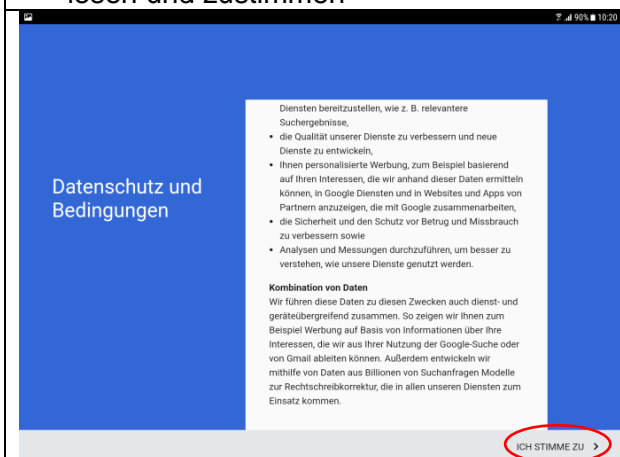 lesen und zustimmen
90% 10:20
Datenschutz und
Bedingungen
Diensten bereitzustellen, wie z. B. relevantere
Suchergebnisse,
• die Qualität unserer Dienste zu verbessern und neue
Dienste zu entwickeln,
• Ihnen personalisierte Werbung, zum Beispiel basierend
auf Ihren Interessen, die wir anhand dieser Daten ermitteln
können, in Google Diensten und in Websites und Apps von
Partnern anzuzeigen, die mit Google zusammenarbeiten,
• die Sicherheit und den Schutz vor Betrug und Missbrauch
zu verbessern sowie
• Analysen und Messungen durchzuführen, um besser zu
verstehen, wie unsere Dienste genutzt werden.
Kombination von Daten
Wir führen diese Daten zu diesen Zwecken auch dienst- und
geräteübergreifend zusammen. So zeigen wir Ihnen zum
Beispiel Werbung auf Basis von Informationen über Ihre
Interessen, die wir aus Ihrer Nutzung der Google-Suche oder
von Gmail ableiten können. Außerdem entwickeln wir
mithilfe von Daten aus Billionen von Suchanfragen Modelle
zur Rechtschreibkorrektur, die in allen unseren Diensten zum
Einsatz kommen.
ICH STIMME ZU >